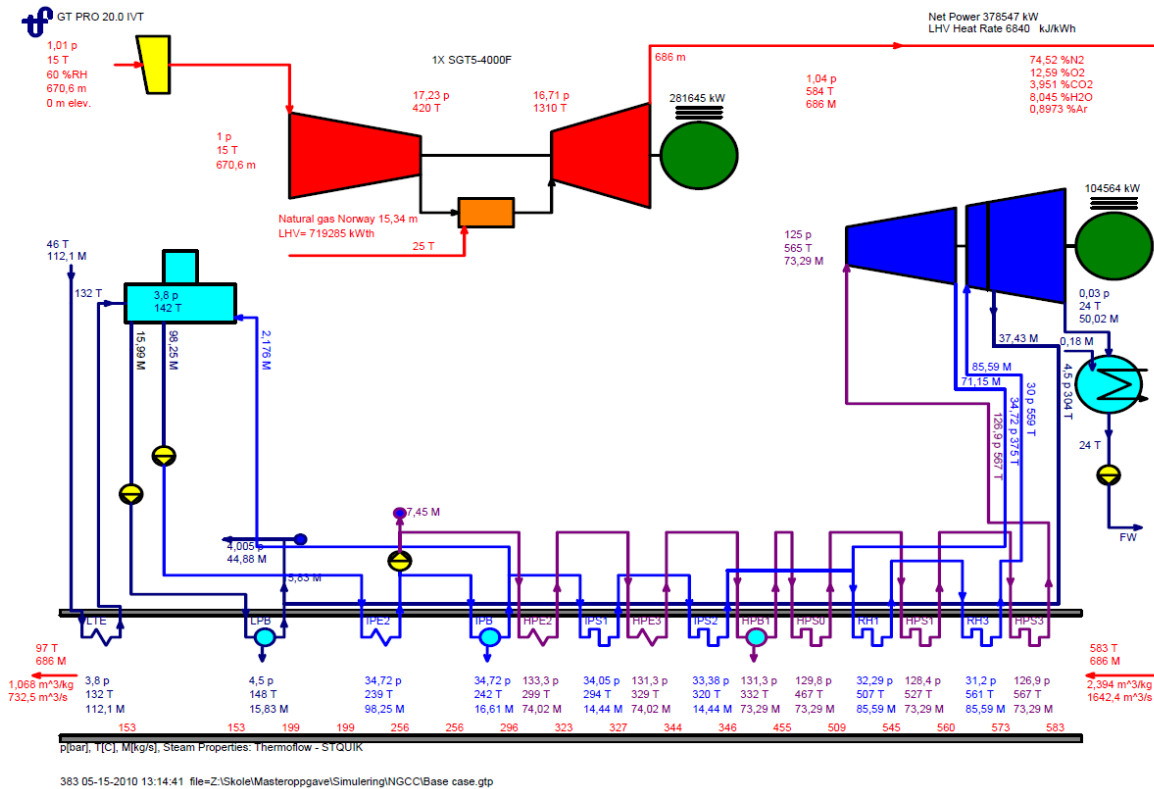 GT PRO 20.0 IVT
Net Power 378547 kW
LHV Heat Rate 6840 kJ/kWh
1,01 p
15 T
60 %RH
670,6 m
0 m elev.
1X SGT5-4000F
686 m
74,52 %N2
12,59 %O2
3,951 %CO2
8,045 %H2O
0,8973 %Ar
1,04 p
584 T
686 M
17,23 p
420 T
16,71 p
1310 T
281645 kW
1 p
15 T
670,6 m
Natural gas Norway 15,34 m
LHV= 719285 kWth
25 T
104564 kW
125 p
565 T
73,29 M
46 T
112,1 M
132 T
3,8 p
142 T
15,99 M
98,25 M
2,176 M
0,03 p
24 T
50,02 M
37,43 M
0,18 M
4,5 p 304 T
85,59 M
71,15 M
30 p 559 T
34,72 p 375 T
126,9 p 567 T
24 T
FW
7,45 M
4,005 p
44,88 M
5,83 M
LTE
LPB
IPE2
IPB
HPE2
IPS1
HPE3
IPS2
HPB1
HPS0
RH1
HPS1
RH3
HPS3
97 T
686 M
1,068 m^3/kg
732,5 m^3/s
583 T
686 M
2,394 m^3/kg
1642,4 m^3/s
3,8 p
132 T
112,1 M
4,5 p
148 T
15,83 M
34,72 p
239 T
98,25 M
34,72 p
242 T
16,61 M
133,3 p
299 T
74,02 M
34,05 p
294 T
14,44 M
131,3 p
329 T
74,02 M
33,38 p
320 T
14,44 M
131,3 p
332 T
73,29 M
129,8 p
467 T
73,29 M
32,29 p
507 T
85,59 M
128,4 p
527 T
73,29 M
31,2 p
561 T
85,59 M
126,9 p
567 T
73,29 M
153 153 199 199 256 256 296 323 327 344 346 455 509 545 560 573 583
p[bar], T[C], M[kg/s], Steam Properties: Thermoflow - STQUIK
383 05-15-2010 13:14:41 file=Z:\Skole\Masteroppgave\Simulering\NGCC\Base case.gtp